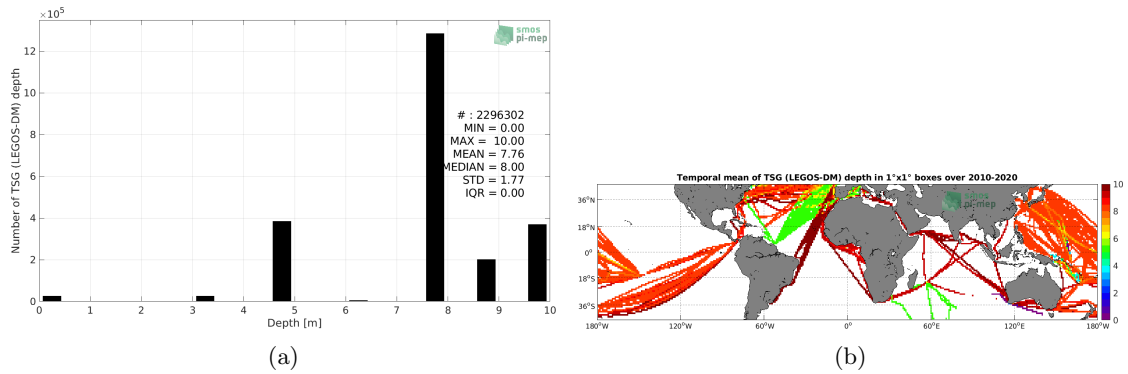 ×10⁵
smos
pi-mep
12
10
8
6
4
2
0
Number of TSG (LEGOS-DM) depth
# : 2296302
MIN = 0.00
MAX = 10.00
MEAN = 7.76
MEDIAN = 8.00
STD = 1.77
IQR = 0.00
0 1 2 3 4 5 6 7 8 9 10
Depth [m]
(a)
Temporal mean of TSG (LEGOS-DM) depth in 1°x1° boxes over 2010-2020
smos
pi-mep
36°N
18°N
0°
18°S
36°S
180°W 120°W 60°W 0° 60°E 120°E 180°W
10
8
6
4
2
0
(b)